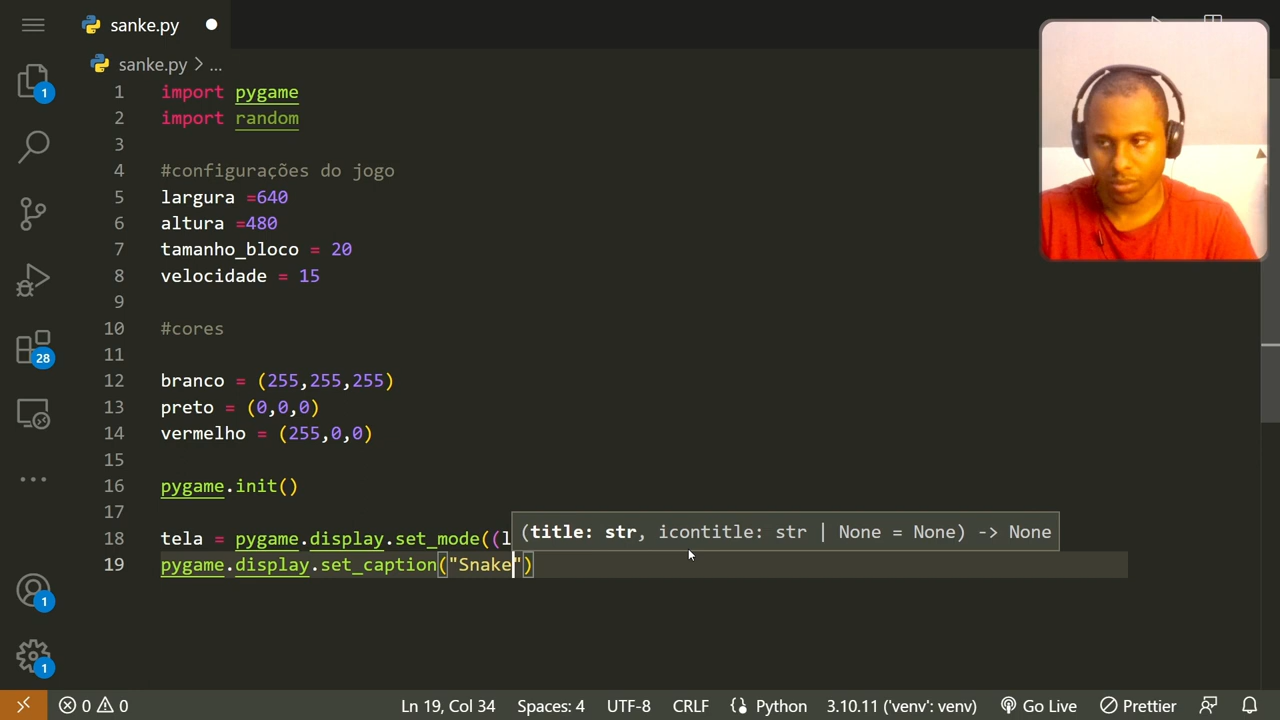 sanke.py
sanke.py > ...
1 import pygame
2 import random
3
4 #configurações do jogo
5 largura =640
6 altura =480
7 tamanho_bloco = 20
8 velocidade = 15
9
10 #cores
11
12 branco = (255,255,255)
13 preto = (0,0,0)
14 vermelho = (255,0,0)
15
16 pygame.init()
17
(title: str, icontitle: str | None = None) -> None
18 tela = pygame.display.set_mode((l
19 pygame.display.set_caption("Snake")
1
28
1
1
0 0 Ln 19, Col 34 Spaces: 4 UTF-8 CRLF Python 3.10.11 ('venv': venv) Go Live Prettier